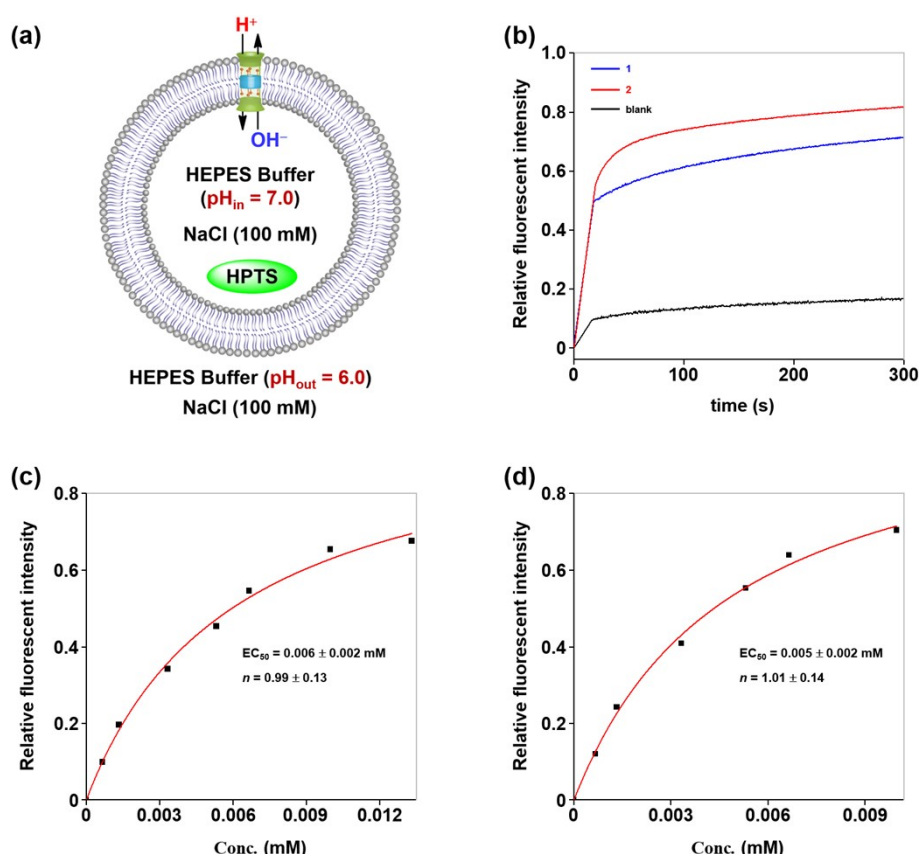 (a)
H⁺
OH⁻
HEPES Buffer
(pHin = 7.0)
NaCl (100 mM)
HPTS
HEPES Buffer (pHout = 6.0)
NaCl (100 mM)
(b)
Relative fluorescent intensity
1.0
0.8
0.6
0.4
0.2
0
1
2
blank
0 100 200 300
time (s)
(c)
Relative fluorescent intensity
0.8
0.6
0.4
0.2
0
EC₅₀ = 0.006 ± 0.002 mM
n = 0.99 ± 0.13
0 0.003 0.006 0.009 0.012
Conc. (mM)
(d)
Relative fluorescent intensity
0.8
0.6
0.4
0.2
0
EC₅₀ = 0.005 ± 0.002 mM
n = 1.01 ± 0.14
0 0.003 0.006 0.009
Conc. (mM)